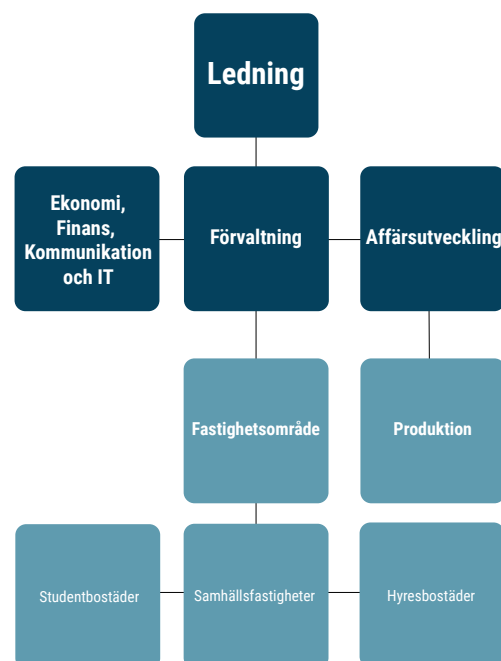 Ledning
Ekonomi,
Finans,
Kommunikation
och IT
Förvaltning
Affärsutveckling
Fastighetsområde
Produktion
Studentbostäder
Samhällsfastigheter
Hyresbostäder